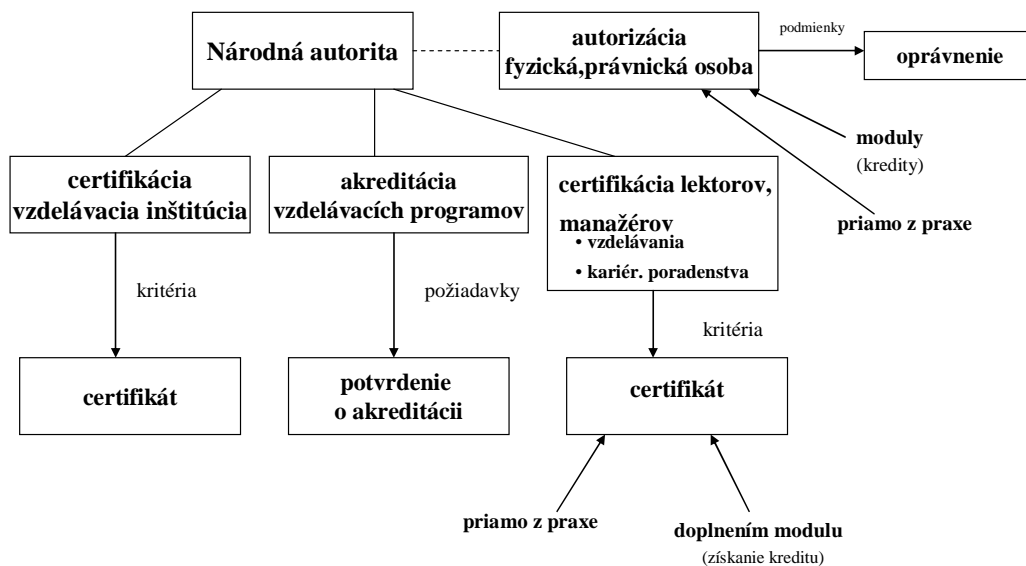 Národná autorita
autorizácia
fyzická,právnická osoba
podmienky
oprávnenie
moduly
(kredity)
priamo z praxe
certifikácia
vzdelávacia inštitúcia
akreditácia
vzdelávacích programov
certifikácia lektorov,
manažérov
• vzdelávania
• kariér. poradenstva
kritéria
požiadavky
kritéria
certifikát
potvrdenie
o akreditácii
certifikát
priamo z praxe
doplnením modulu
(získanie kreditu)